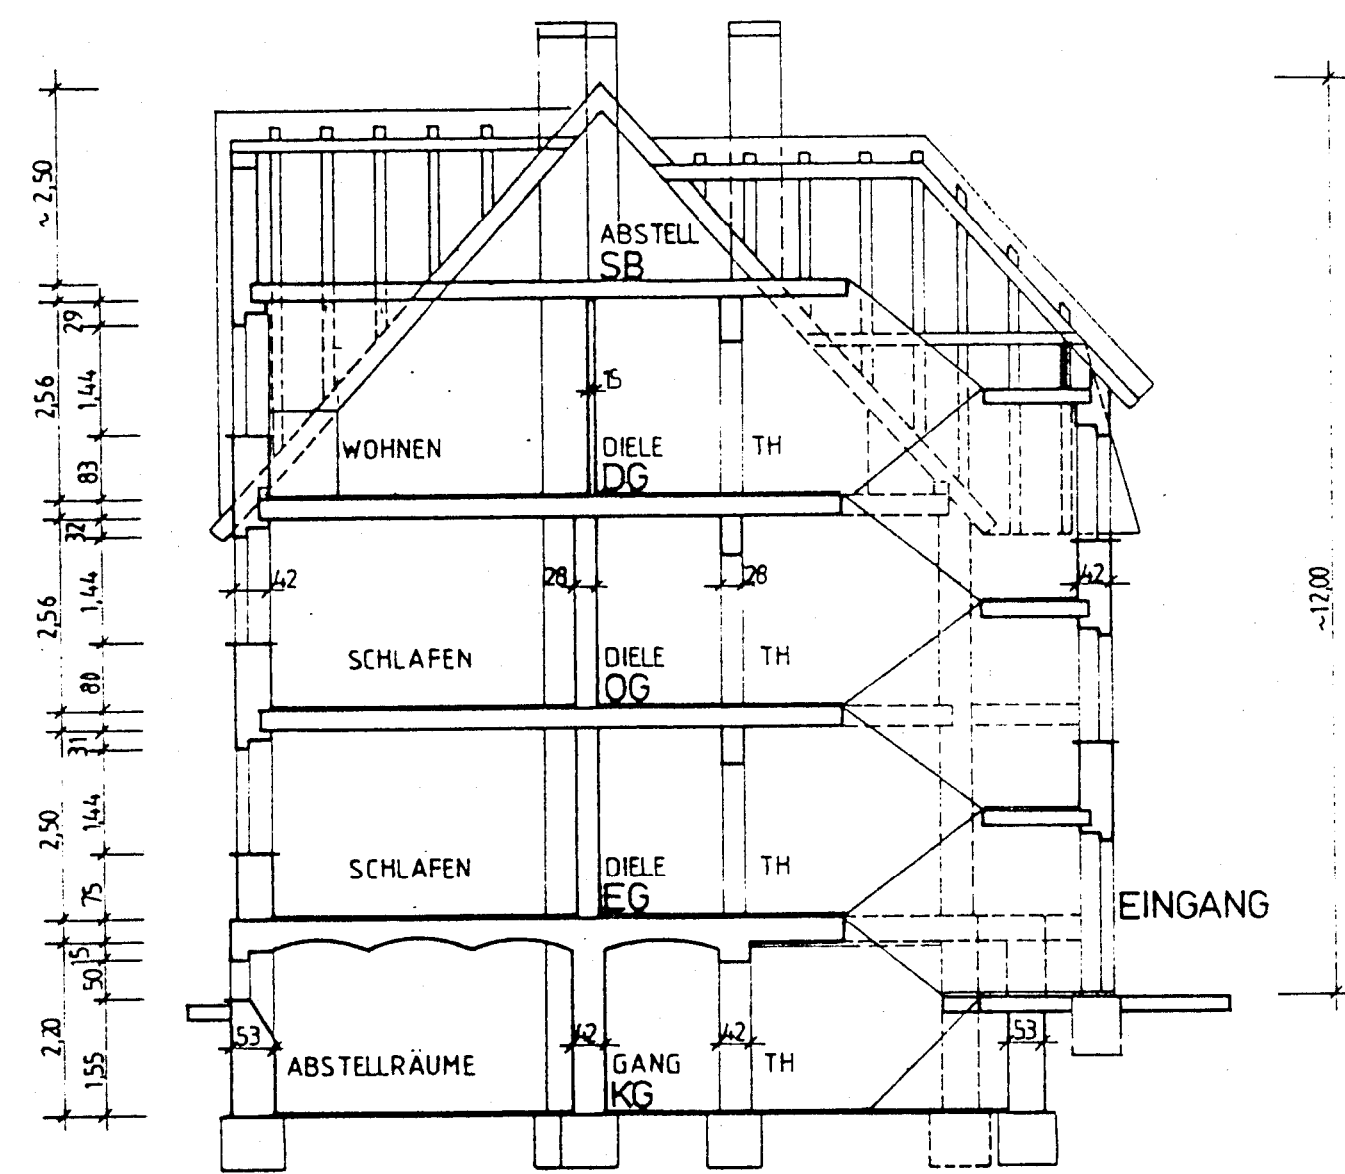 ~ 2,50
ABSTELL
SB
29
2,56
1,44
83
15
WOHNEN
DIELE
TH
DG
32
42
28
28
42
2,56
1,44
80
~12,00
SCHLAFEN
DIELE
TH
OG
31
2,50
1,44
75
SCHLAFEN
DIELE
TH
EG
EINGANG
15
50
2,20
1,55
53
42
42
53
ABSTELLRÄUME
GANG
TH
KG